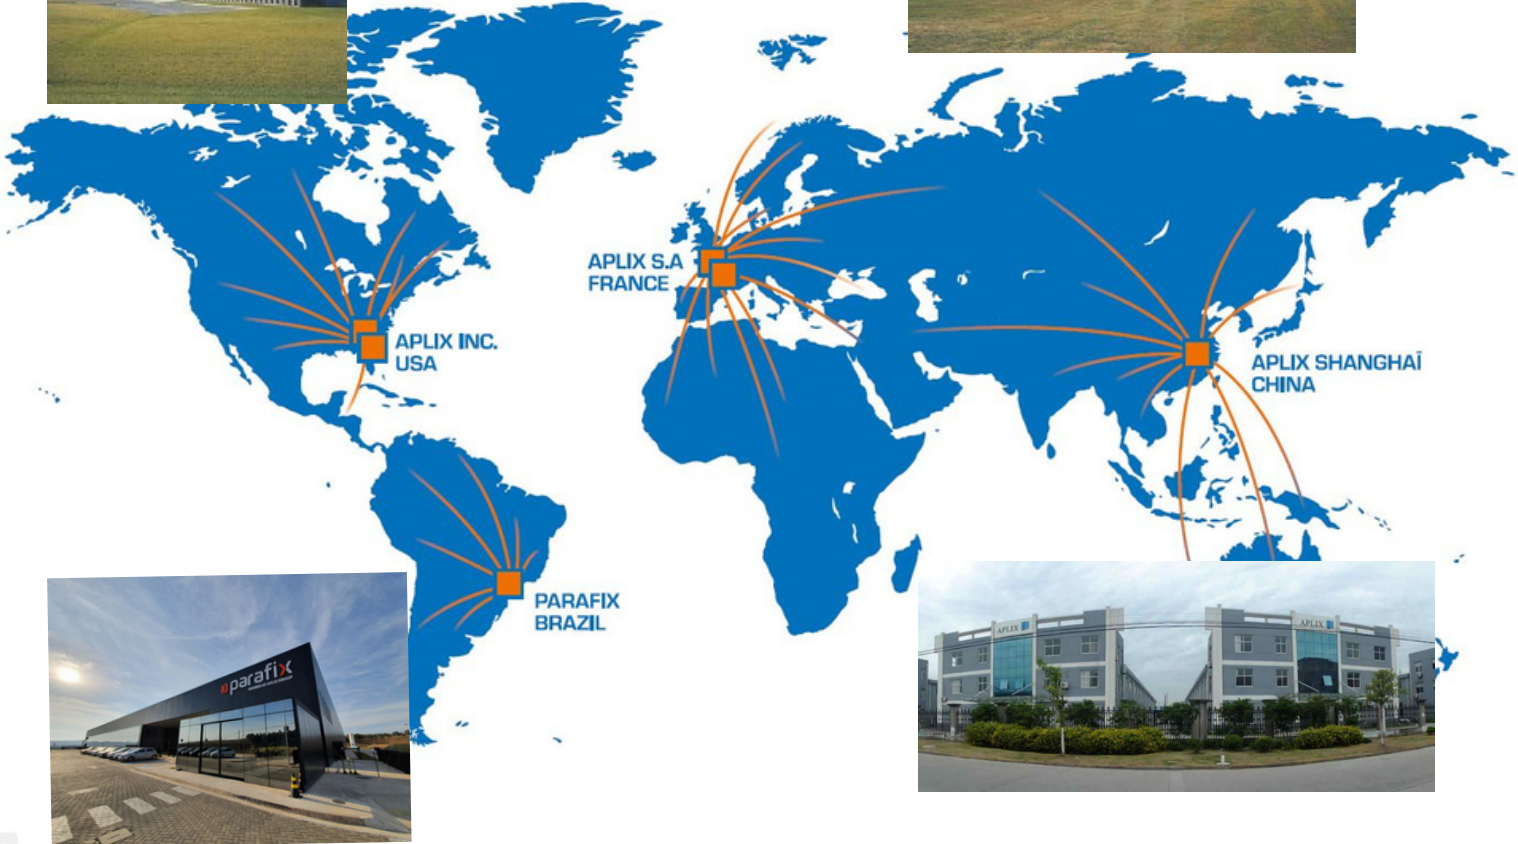 APLIX S.A
FRANCE
APLIX INC.
USA
APLIX SHANGHAÏ
CHINA
PARAFIX
BRAZIL
parafix
APLIX
APLIX